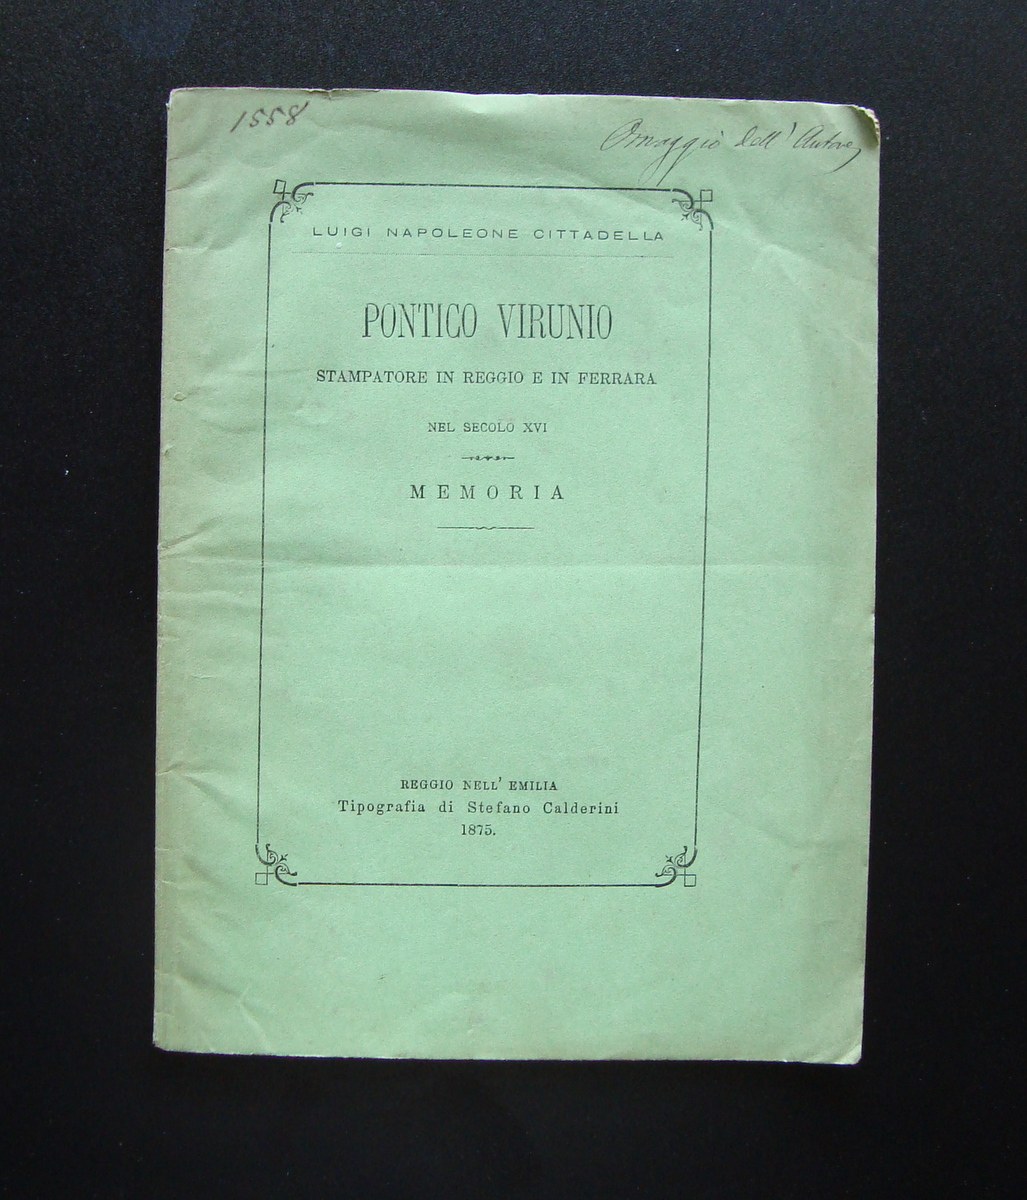 1558
Omaggio dell' Autore
LUIGI NAPOLEONE CITTADELLA
PONTICO VIRUNIO
STAMPATORE IN REGGIO E IN FERRARA
NEL SECOLO XVI
MEMORIA
REGGIO NELL' EMILIA
Tipografia di Stefano Calderini
1875.